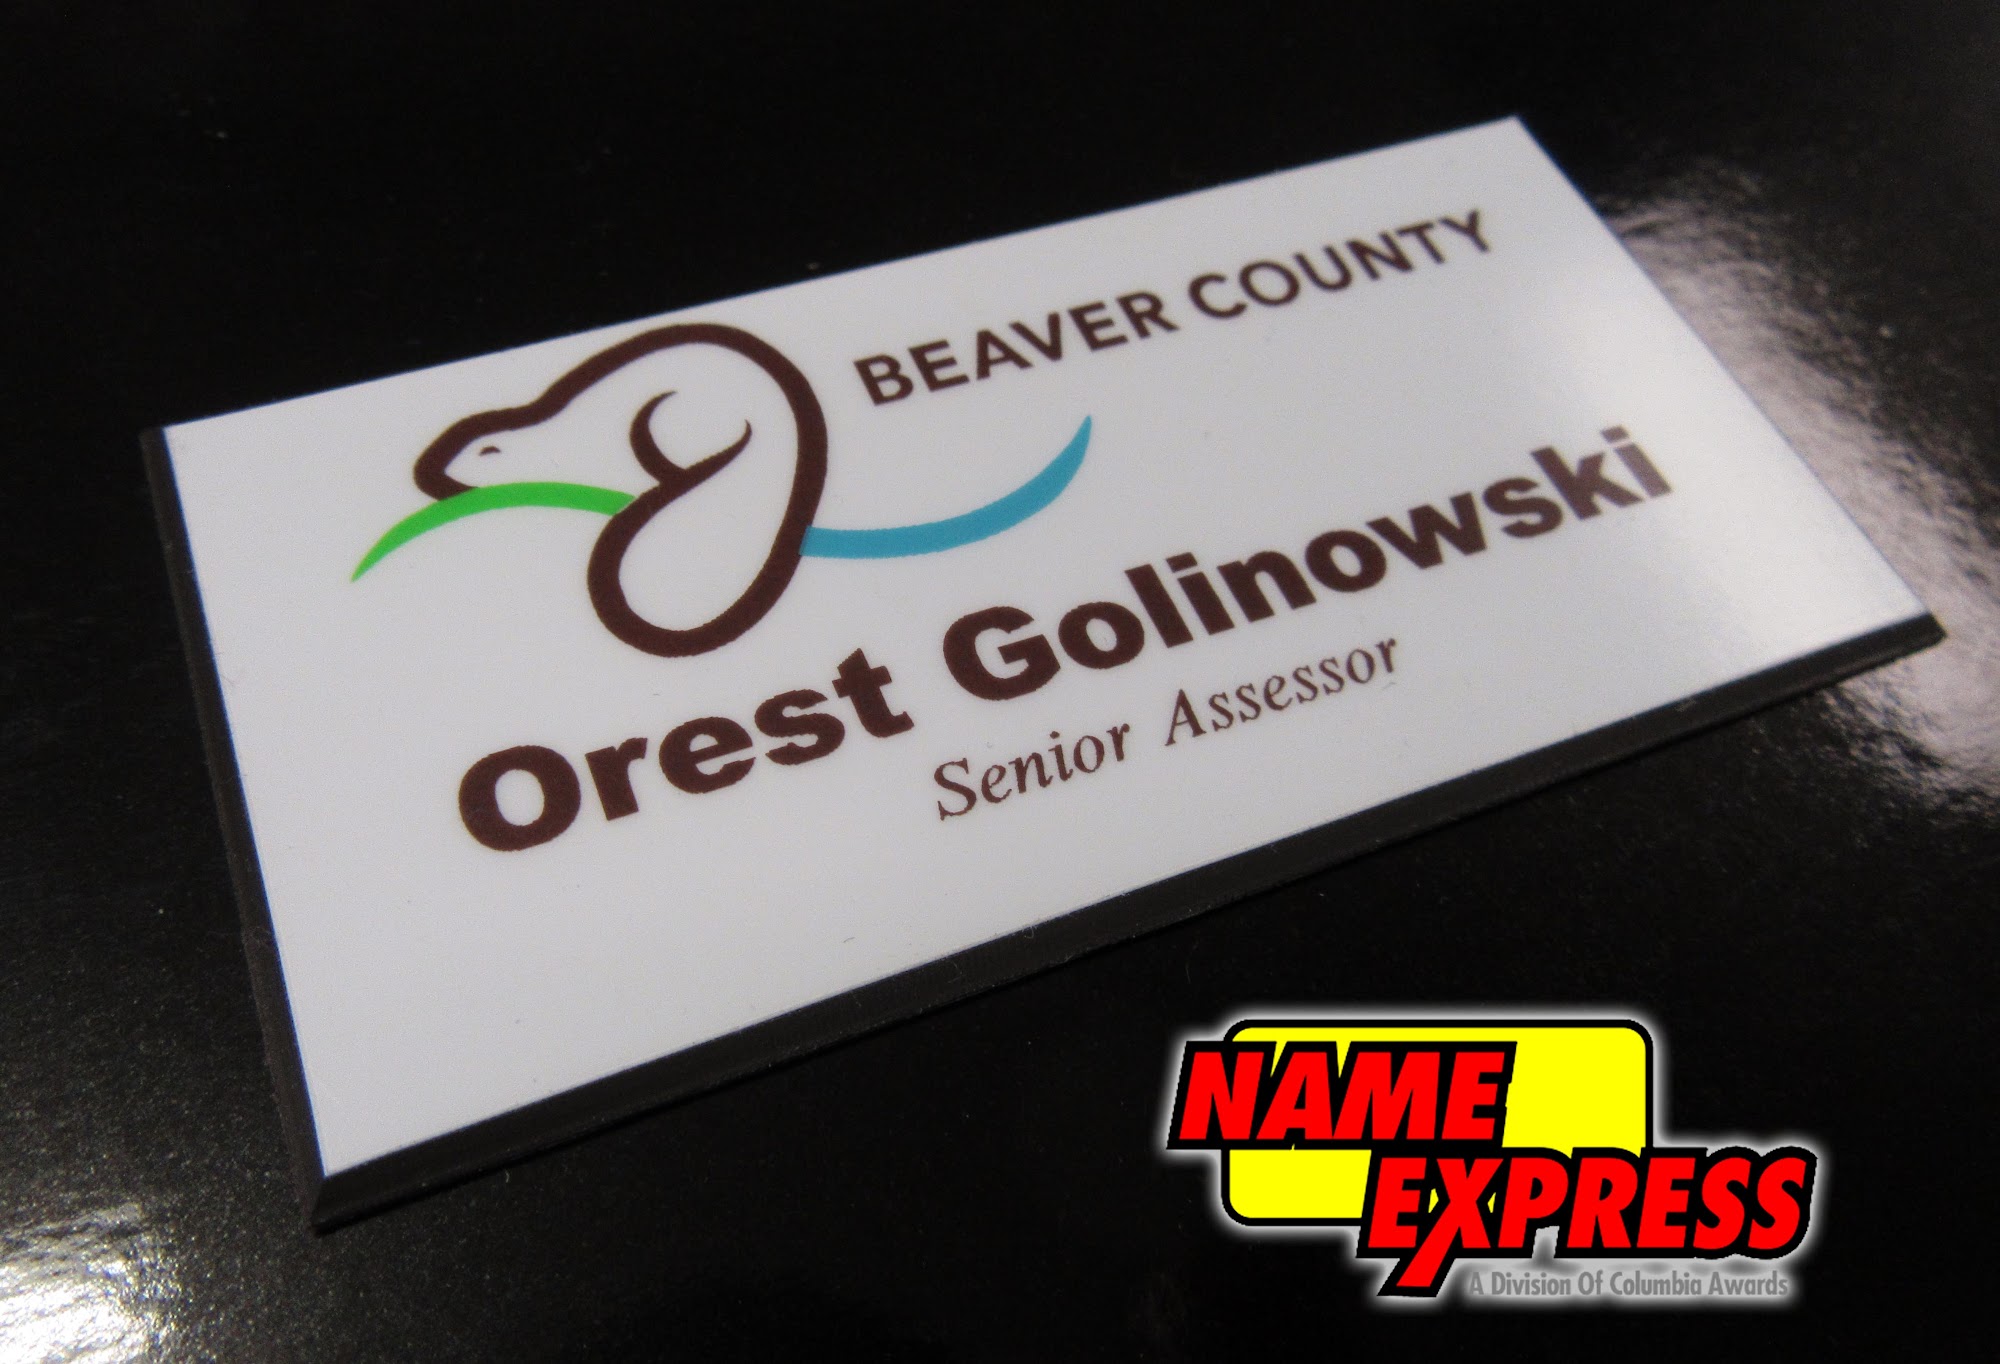 BEAVER COUNTY
Orest Golinowski
Senior Assessor
NAME
EXPRESS
A Division Of Columbia Awards